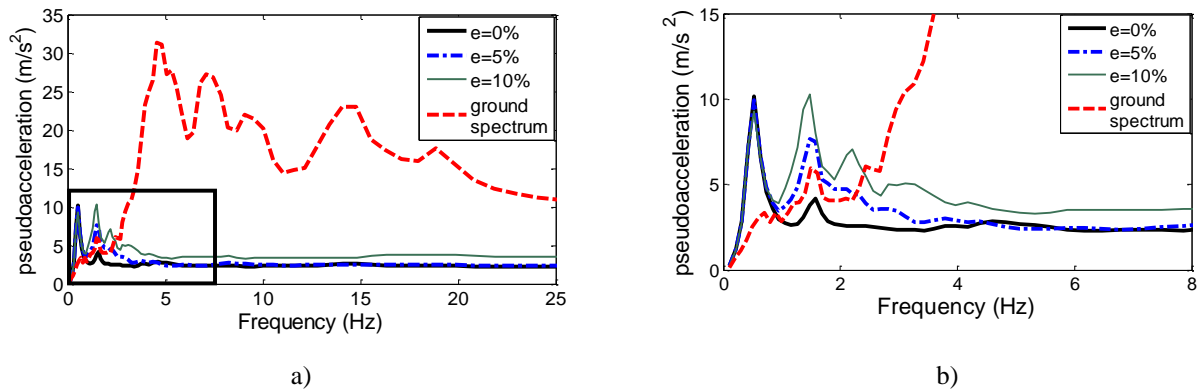 35
30
25
20
15
10
5
0
pseudoacceleration (m/s²)
0 5 10 15 20 25
Frequency (Hz)
e=0%
e=5%
e=10%
ground
spectrum
a)
15
10
5
0
pseudoacceleration (m/s²)
0 2 4 6 8
Frequency (Hz)
e=0%
e=5%
e=10%
ground
spectrum
b)